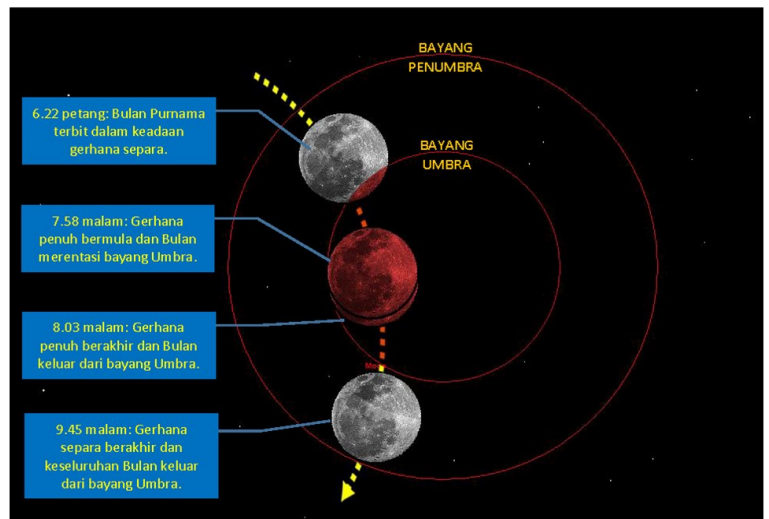 BAYANG
PENUMBRA
BAYANG
UMBRA
6.22 petang: Bulan Purnama
terbit dalam keadaan
gerhana separa.
7.58 malam: Gerhana
penuh bermula dan Bulan
merentasi bayang Umbra.
8.03 malam: Gerhana
penuh berakhir dan Bulan
keluar dari bayang Umbra.
9.45 malam: Gerhana
separa berakhir dan
keseluruhan Bulan keluar
dari bayang Umbra.